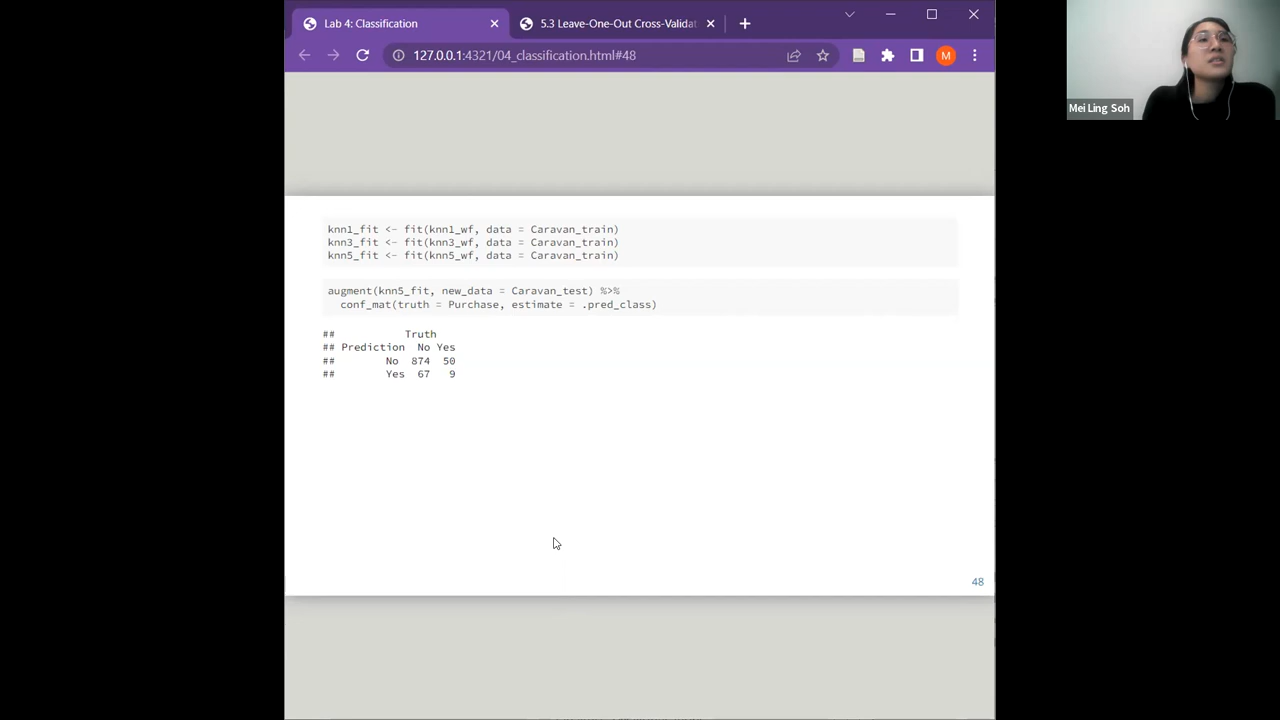 Lab 4: Classification
5.3 Leave-One-Out Cross-Validat
127.0.0.1:4321/04_classification.html#48
M
Mei Ling Soh
knn1_fit <- fit(knn1_wf, data = Caravan_train)
knn3_fit <- fit(knn3_wf, data = Caravan_train)
knn5_fit <- fit(knn5_wf, data = Caravan_train)
augment(knn5_fit, new_data = Caravan_test) %>%
  conf_mat(truth = Purchase, estimate = .pred_class)
##           Truth
## Prediction  No Yes
##        No  874  50
##        Yes  67   9
48